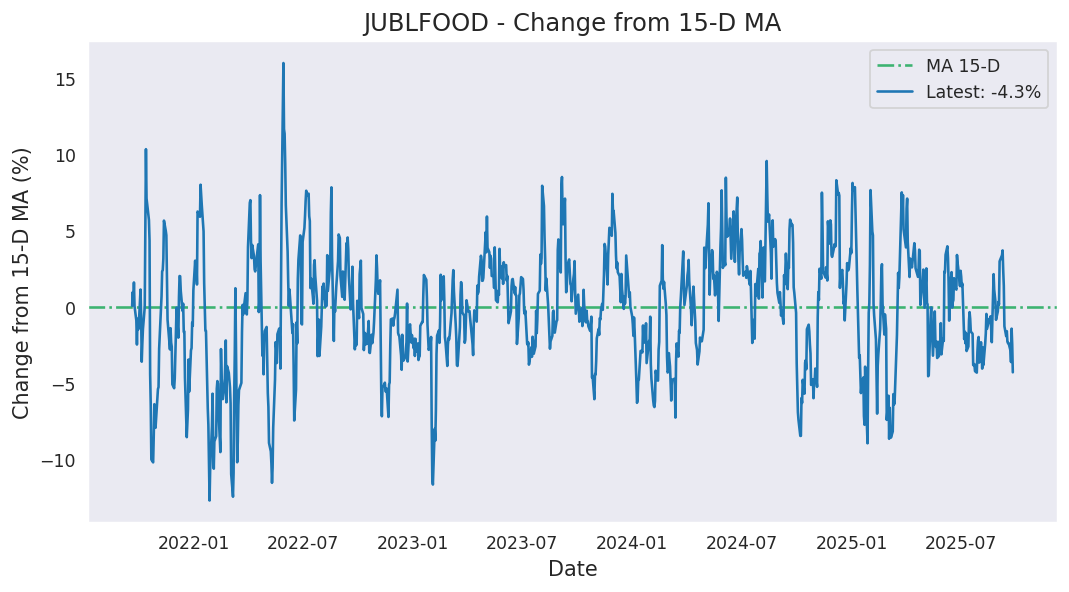 JUBLFOOD - Change from 15-D MA
MA 15-D
Latest: -4.3%
Change from 15-D MA (%)
15
10
5
0
−5
−10
2022-01
2022-07
2023-01
2023-07
2024-01
2024-07
2025-01
2025-07
Date